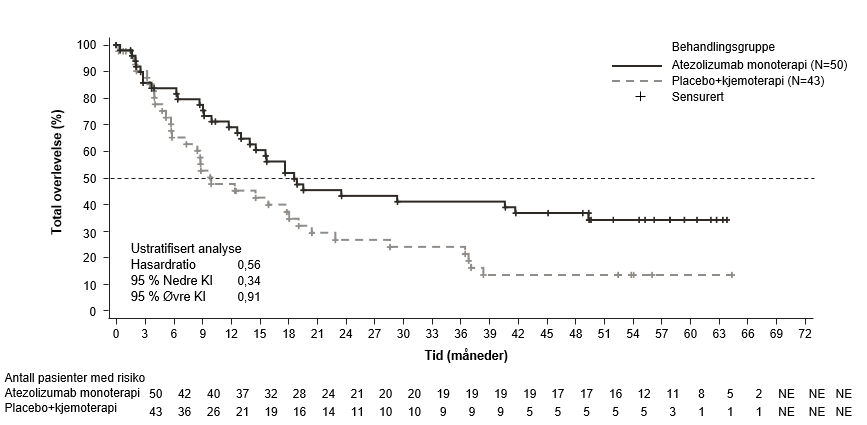 Behandlingsgruppe
Atezolizumab monoterapi (N=50)
Placebo+kjemoterapi (N=43)
Sensurert
Total overlevelse (%)
100
90
80
70
60
50
40
30
20
10
0
Ustratifisert analyse
Hasardratio 0,56
95 % Nedre KI 0,34
95 % Øvre KI 0,91
0 3 6 9 12 15 18 21 24 27 30 33 36 39 42 45 48 51 54 57 60 63 66 69 72
Tid (måneder)
Antall pasienter med risiko
Atezolizumab monoterapi 50 42 40 37 32 28 24 21 20 20 19 19 19 19 17 17 16 12 11 8 5 2 NE NE NE
Placebo+kjemoterapi 43 36 26 21 19 16 14 11 10 10 9 9 9 5 5 5 5 5 3 1 1 1 NE NE NE